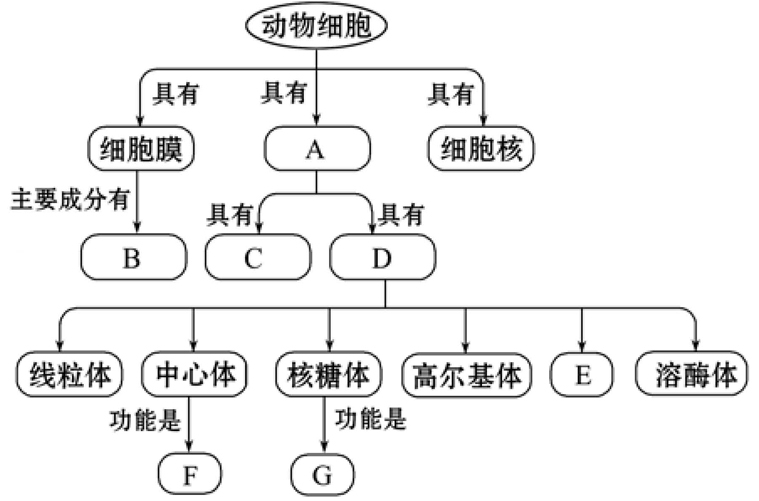 动物细胞
具有
具有
具有
细胞膜
A
细胞核
主要成分有
具有
具有
B
C
D
线粒体
中心体
核糖体
高尔基体
E
溶酶体
功能是
功能是
F
G